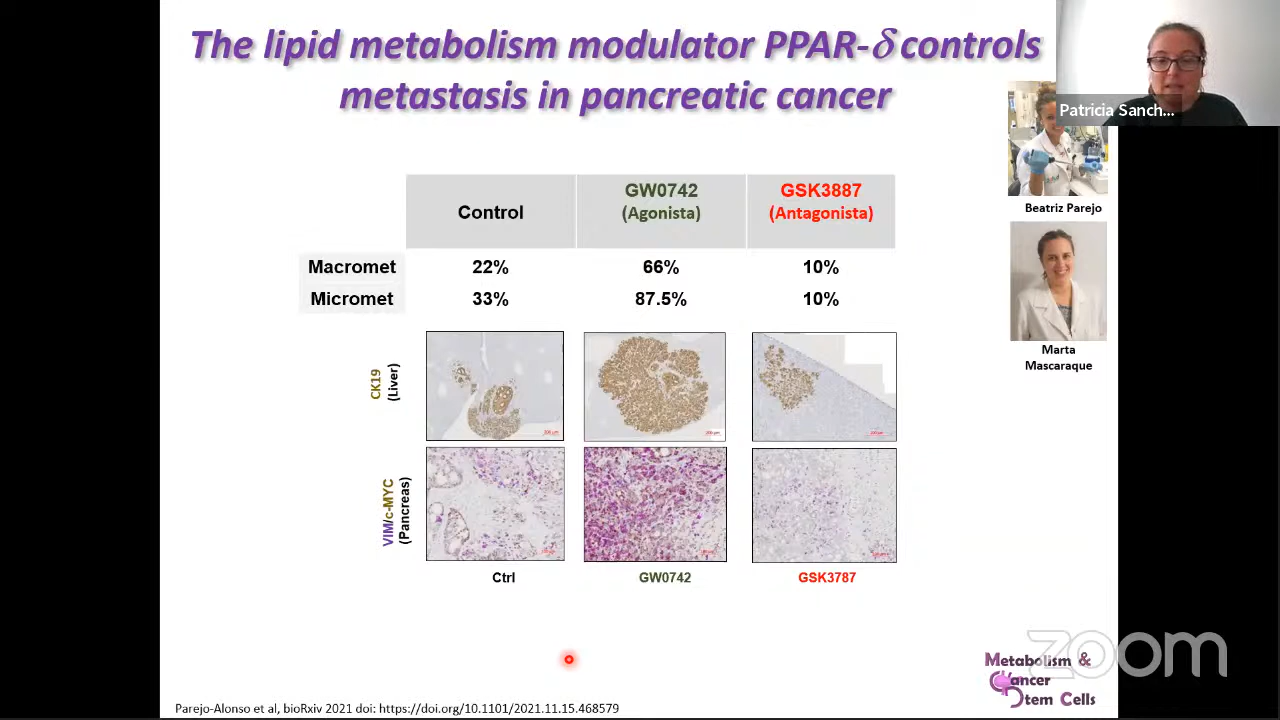 The lipid metabolism modulator PPAR-δ controls
metastasis in pancreatic cancer
Patricia Sanch...
Beatriz Parejo
Marta
Mascaraque
Control
GW0742
(Agonista)
GSK3887
(Antagonista)
Macromet 22% 66% 10%
Micromet 33% 87.5% 10%
CK19
(Liver)
VIM/c-MYC
(Pancreas)
Ctrl
GW0742
GSK3787
zoom
Metabolism &
Cancer
Stem Cells
Parejo-Alonso et al, bioRxiv 2021 doi: https://doi.org/10.1101/2021.11.15.468579